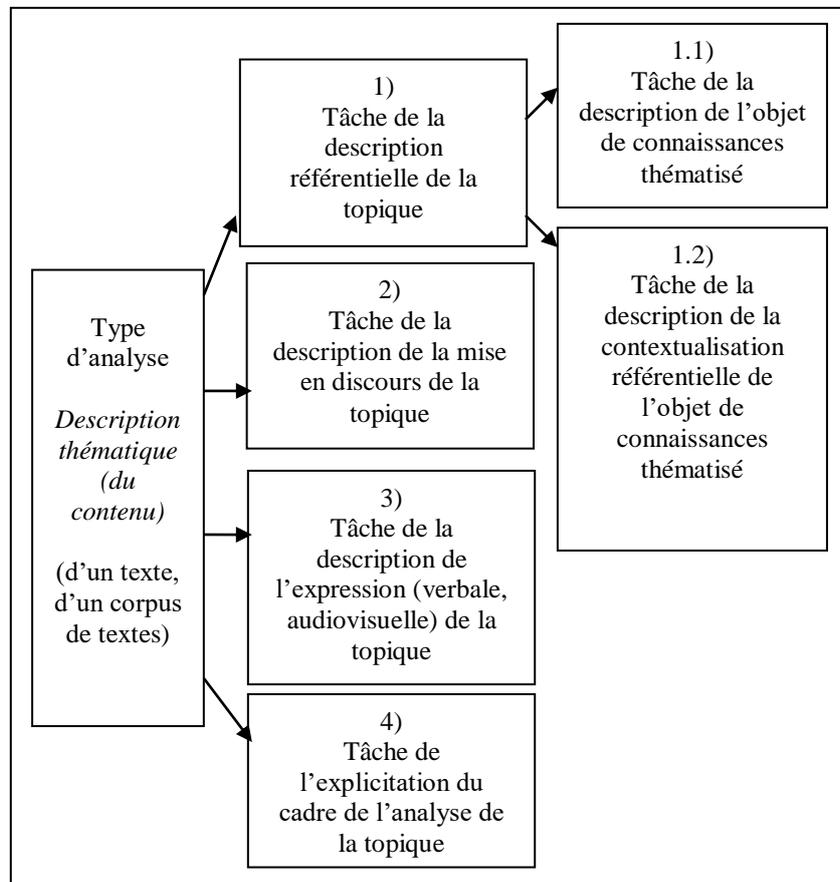 Type
d’analyse
Description
thématique
(du
contenu)
(d’un texte,
d’un corpus
de textes)
1)
Tâche de la
description
référentielle de la
topique
2)
Tâche de la
description de la mise
en discours de la
topique
3)
Tâche de la
description de
l’expression (verbale,
audiovisuelle) de la
topique
4)
Tâche de
l’explicitation du
cadre de l’analyse de
la topique
1.1)
Tâche de la
description de l’objet
de connaissances
thématisé
1.2)
Tâche de la
description de la
contextualisation
référentielle de
l’objet de
connaissances
thématisé